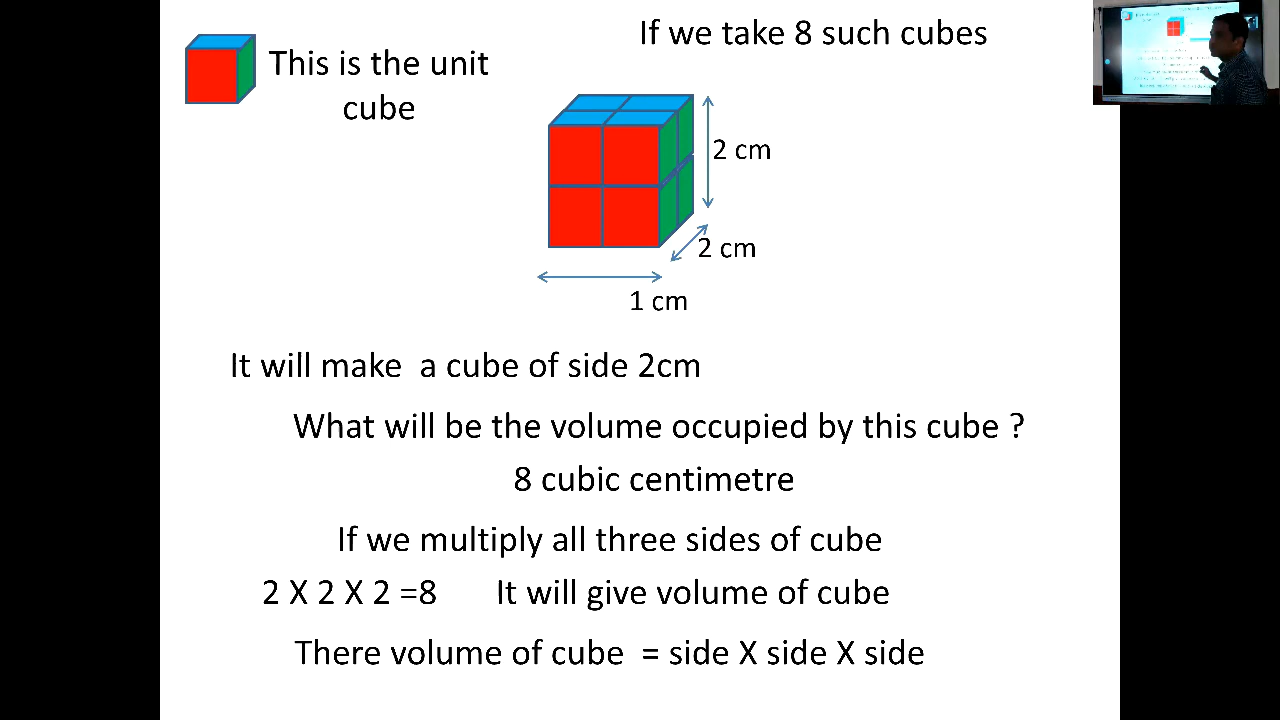 If we take 8 such cubes
This is the unit
cube
2 cm
2 cm
1 cm
It will make a cube of side 2cm
What will be the volume occupied by this cube ?
8 cubic centimetre
If we multiply all three sides of cube
2 X 2 X 2 =8 It will give volume of cube
There volume of cube = side X side X side